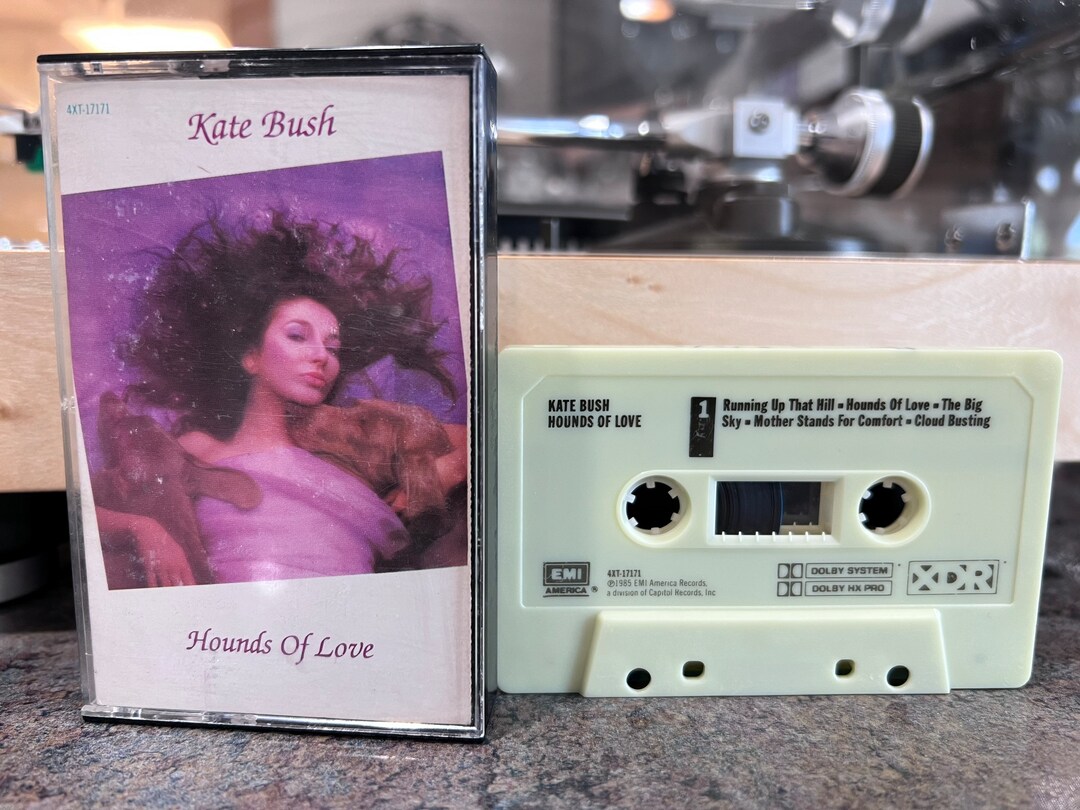 4XT-17171
Kate Bush
Hounds Of Love
KATE BUSH
HOUNDS OF LOVE
1
Running Up That Hill ▪ Hounds Of Love ▪ The Big
Sky ▪ Mother Stands For Comfort ▪ Cloud Busting
EMI
AMERICA ®
4XT-17171
℗1985 EMI America Records,
a division of Capitol Records, Inc
DOLBY SYSTEM
DOLBY HX PRO
XDR